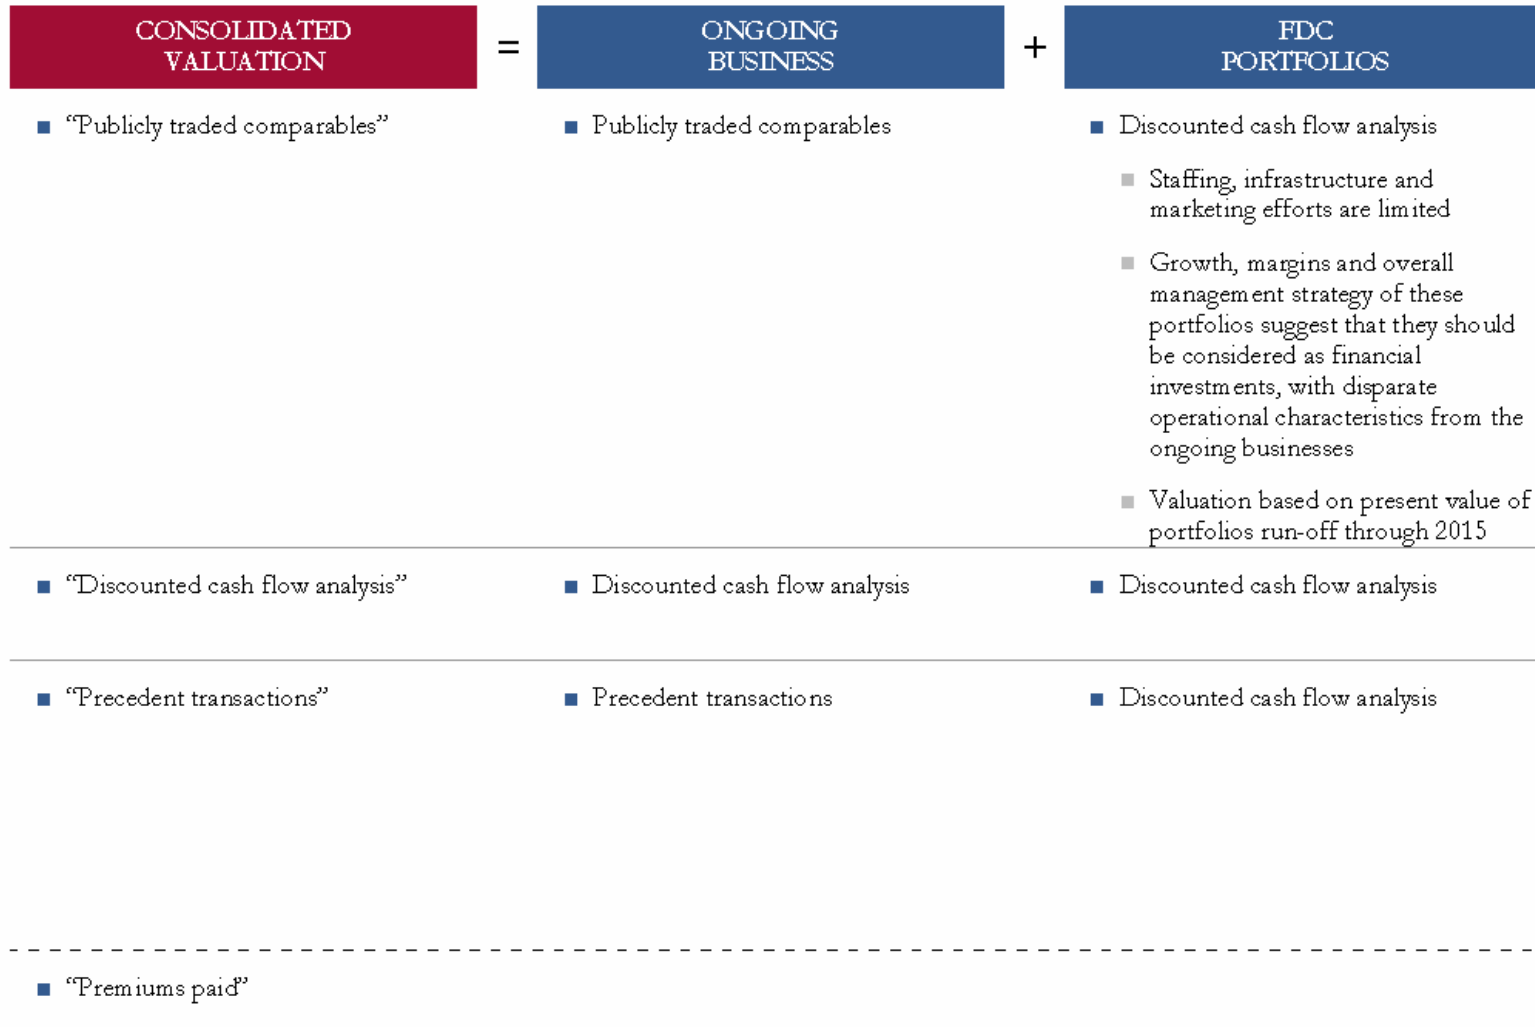 CONSOLIDATED
VALUATION
=
ONGOING
BUSINESS
+
FDC
PORTFOLIOS
“Publicly traded comparables”
Publicly traded comparables
Discounted cash flow analysis
Staffing, infrastructure and
marketing efforts are limited
Growth, margins and overall
management strategy of these
portfolios suggest that they should
be considered as financial
investments, with disparate
operational characteristics from the
ongoing businesses
Valuation based on present value of
portfolios run-off through 2015
“Discounted cash flow analysis”
Discounted cash flow analysis
Discounted cash flow analysis
“Precedent transactions”
Precedent transactions
Discounted cash flow analysis
“Premiums paid”